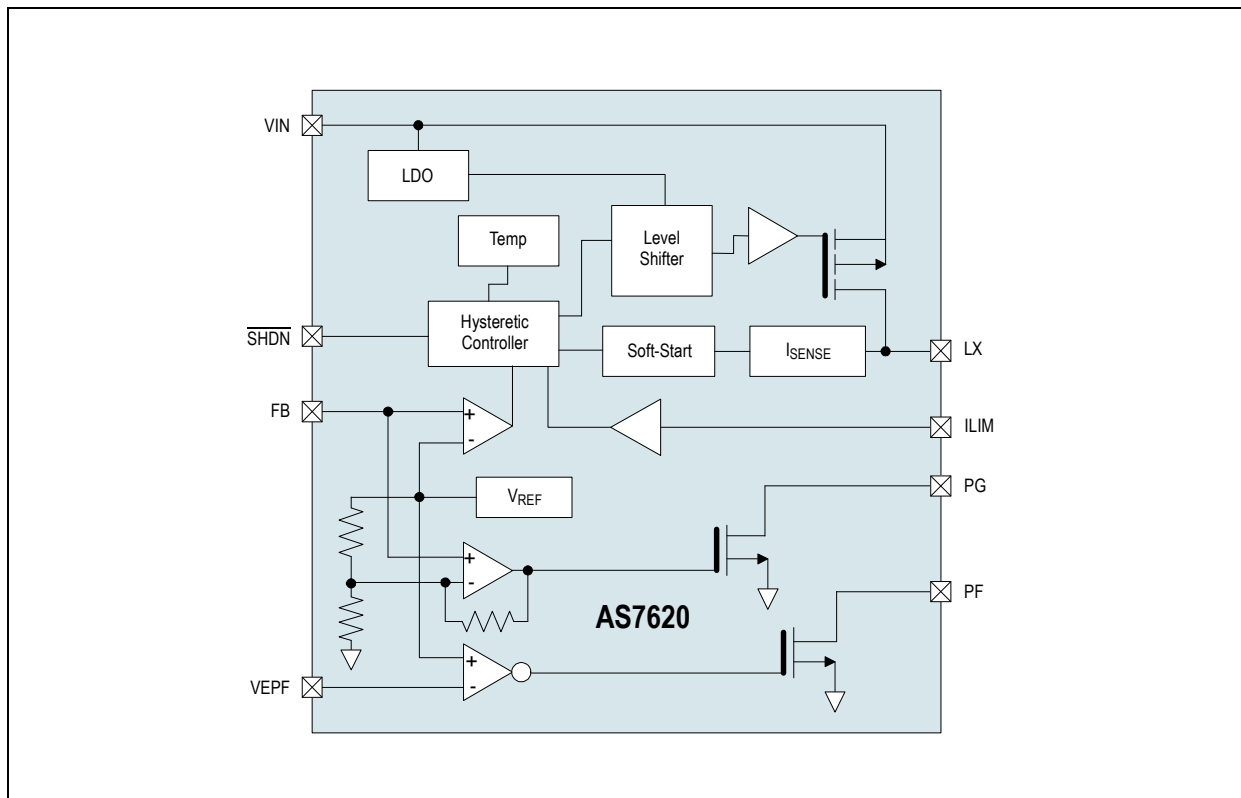 VIN
LDO
Temp
Level
Shifter
SHDN
Hysteretic
Controller
Soft-Start
ISENSE
LX
FB
+
-
ILIM
VREF
PG
+
-
PF
AS7620
+
-
VEPF